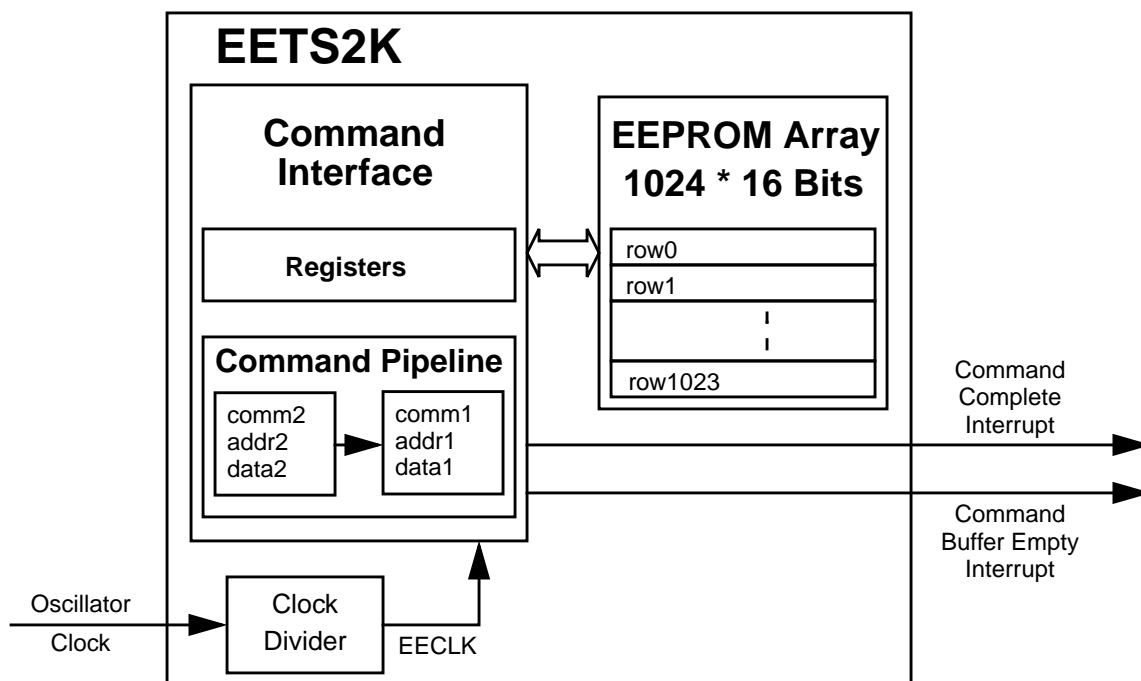 EETS2K
Command
Interface
Registers
Command Pipeline
comm2
addr2
data2
comm1
addr1
data1
EEPROM Array
1024 * 16 Bits
row0
row1
row1023
Command
Complete
Interrupt
Command
Buffer Empty
Interrupt
Oscillator
Clock
Clock
Divider
EECLK